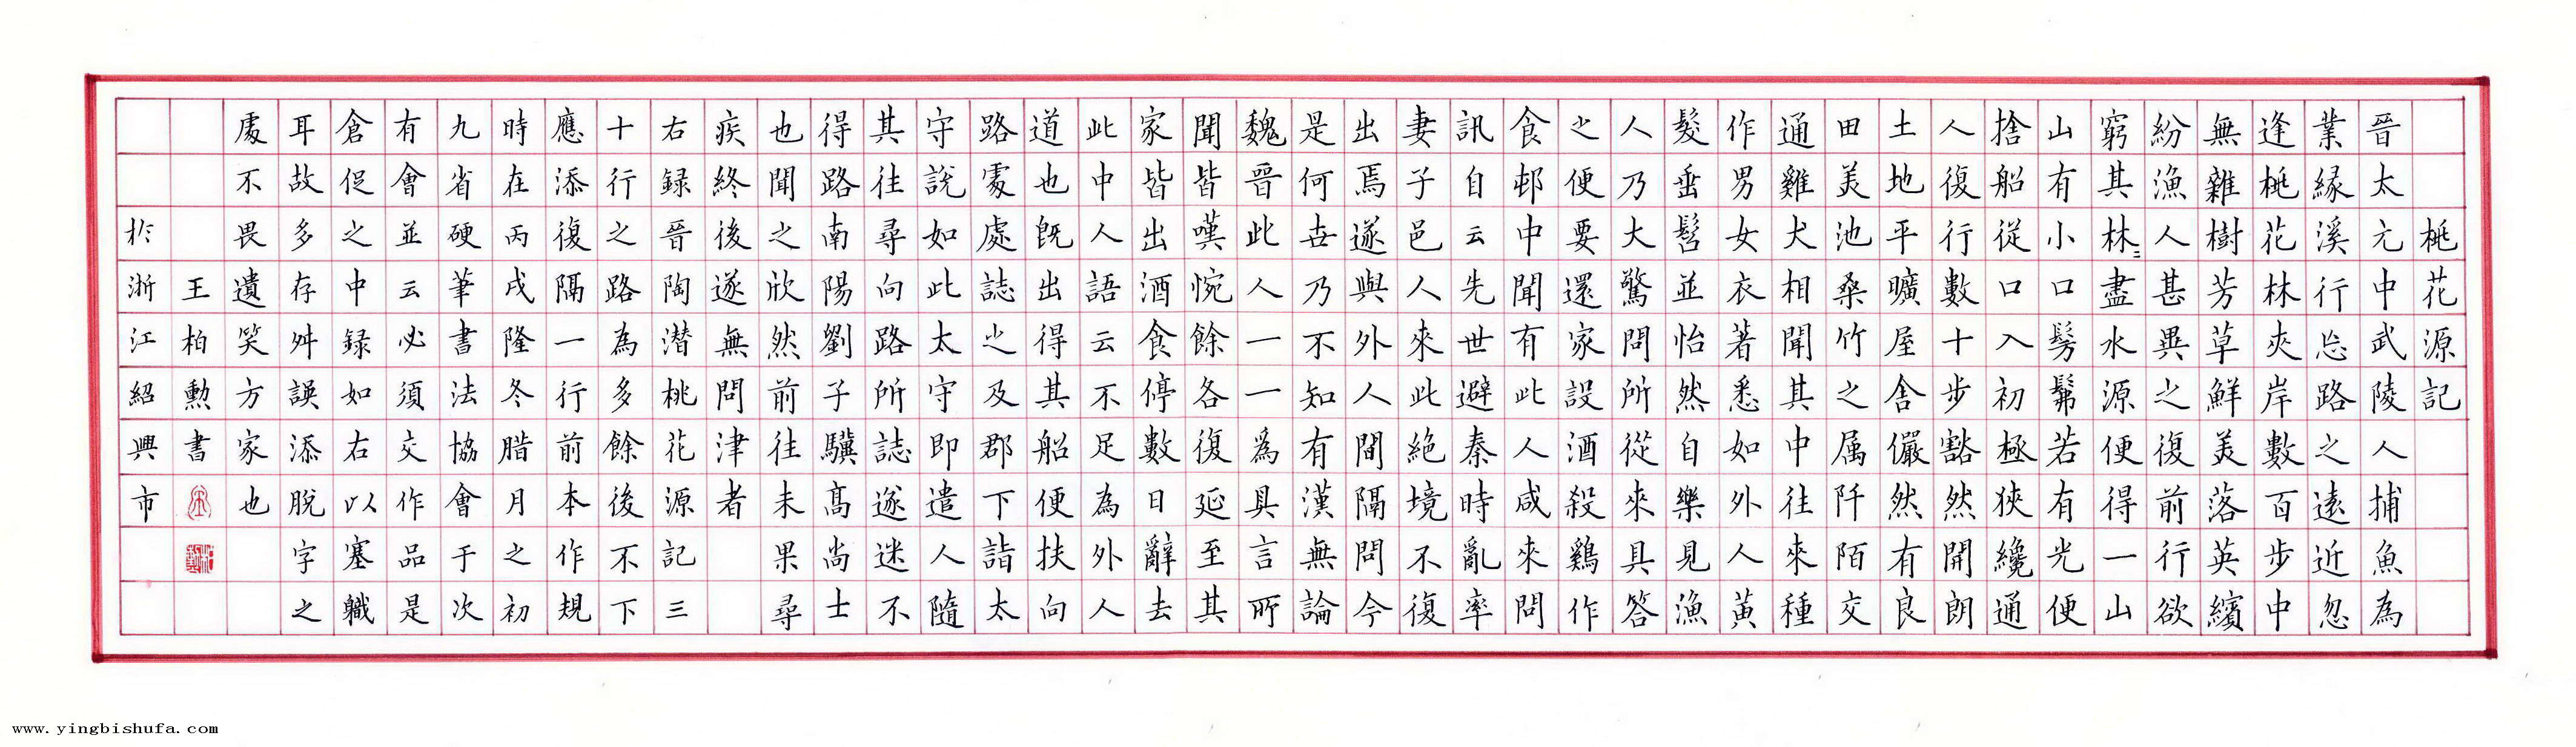 桃花源記
晉太元中武陵人捕魚為
業緣溪行忘路之遠近忽
逢桃花林夾岸數百步中
無雜樹芳草鮮美落英繽
紛漁人甚異之復前行欲
窮其林〻盡水源便得一山
山有小口髣髴若有光便
捨船從口入初極狹纔通
人復行數十步豁然開朗
土地平曠屋舍儼然有良
田美池桑竹之属阡陌交
通雞犬相聞其中往來種
作男女衣著悉如外人黃
髮垂髫並怡然自樂見漁
人乃大驚問所從來具答
之便要還家設酒殺鷄作
食邨中聞有此人咸來問
訊自云先世避秦時亂率
妻子邑人來此絕境不復
出焉遂與外人間隔問今
是何世乃不知有漢無論
魏晉此人一一爲具言所
聞皆嘆惋餘各復延至其
家皆出酒食停數日辭去
此中人語云不足為外人
道也既出得其船便扶向
路處處誌之及郡下詣太
守說如此太守即遣人隨
其往尋向路所誌遂迷不
得路南陽劉子驥高尚士
也聞之欣然前往未果尋
疾終後遂無問津者
右録晉陶潜桃花源記三
十行之路為多餘後不下
應添復隔一行前本作規
時在丙戌隆冬腊月之初
九省硬筆書法協會于次
有會並云必須交作品是
倉促之中録如右以塞職
耳故多存舛誤添脫字之
處不畏遺笑方家也
王柏勳書
於浙江紹興市
www.yingbishufa.com